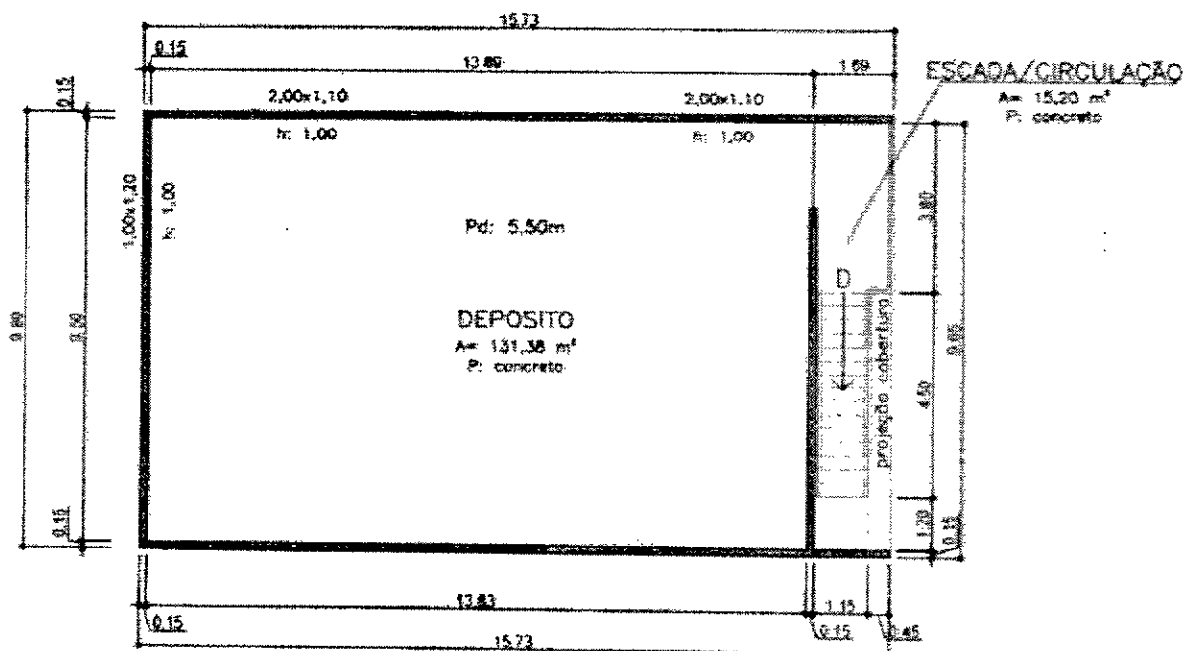 15.73
0.15
13.89
1.69
ESCADA/CIRCULAÇÃO
A= 15,20 m²
P: concreto
0.15
2,00x1,10
2,00x1,10
h: 1,00
h: 1,00
1,00x1,20
h: 1,00
Pd: 5,50m
3.80
D
DEPOSITO
A= 131,38 m²
P: concreto
projeção cobertura
9.65
4.50
9.80
0.15
1.20
0.15
13.83
1.15
0.15
0.15
0.45
15.73